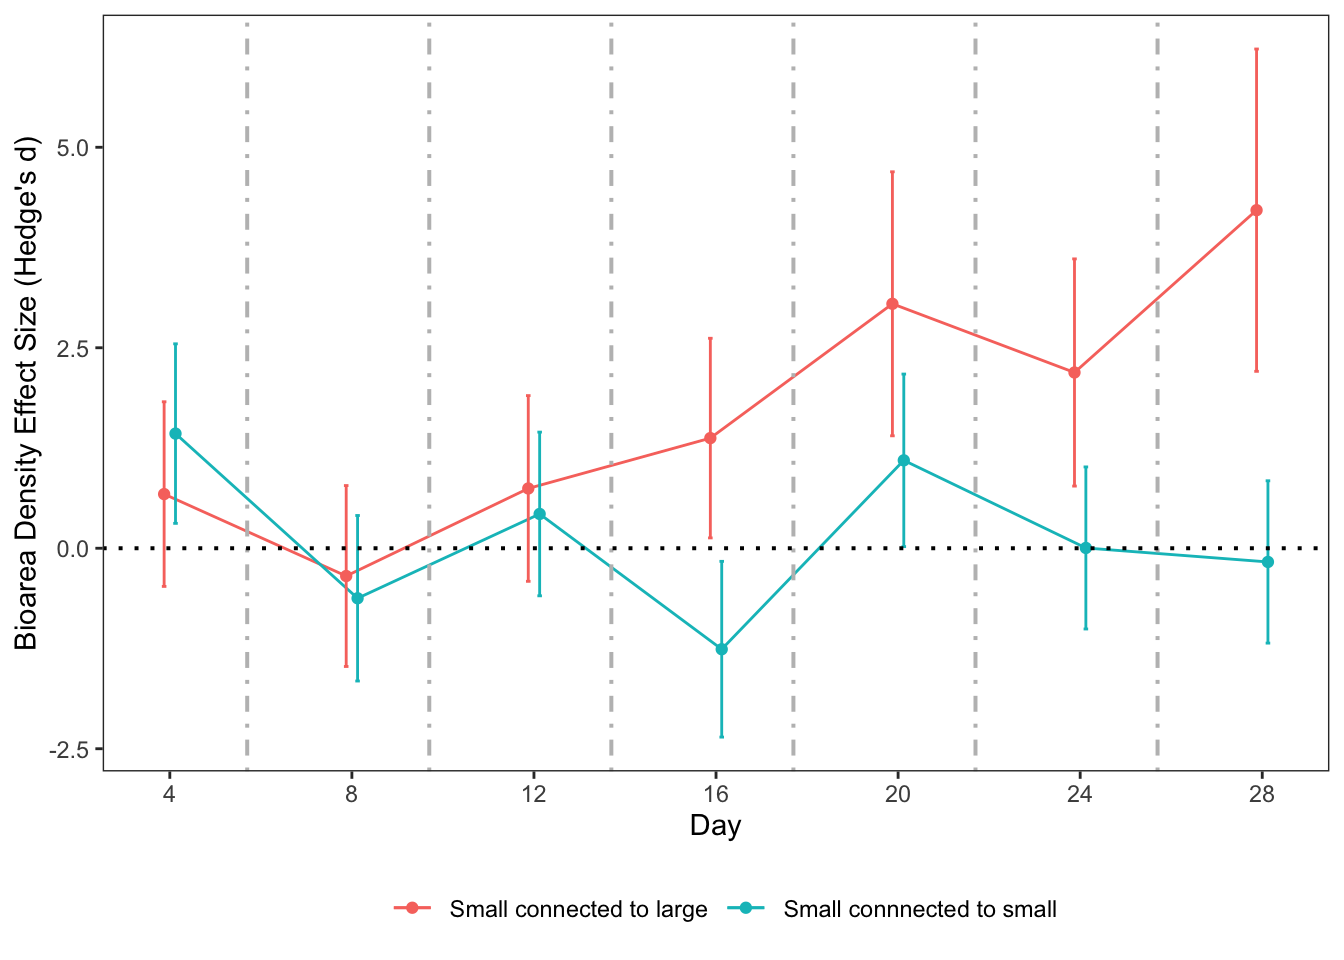 Bioarea Density Effect Size (Hedge's d)
5.0
2.5
0.0
-2.5
4 8 12 16 20 24 28
Day
Small connected to large Small connnected to small